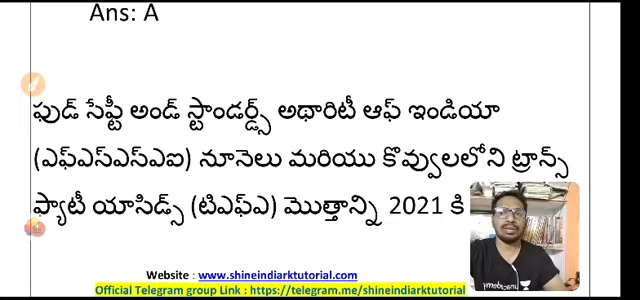 Ans: A
ఫుడ్ సేఫ్టీ అండ్ స్టాండర్డ్స్ అథారిటీ ఆఫ్ ఇండియా
(ఎఫ్ఎస్ఎస్ఎఐ) నూనెలు మరియు కొవ్వులలోని ట్రాన్స్
ఫ్యాటీ యాసిడ్స్ (టిఎఫ్ఎ) మొత్తాన్ని 2021 కి
Website : www.shineindiarktutorial.com
Official Telegram group Link : https://telegram.me/shineindiarktutorial